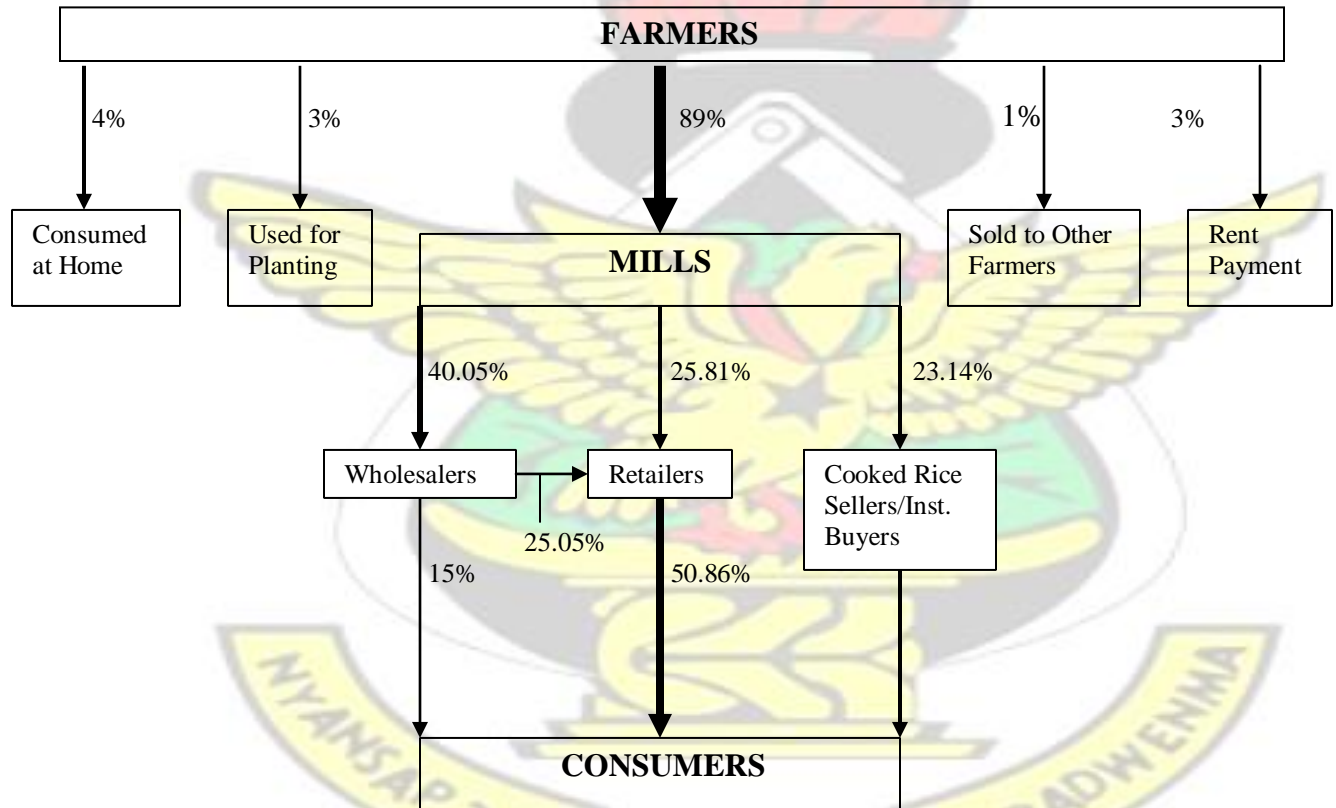 FARMERS
4%
3%
89%
1%
3%
Consumed
at Home
Used for
Planting
MILLS
Sold to Other
Farmers
Rent
Payment
40.05%
25.81%
23.14%
Wholesalers
Retailers
Cooked Rice
Sellers/Inst.
Buyers
25.05%
15%
50.86%
CONSUMERS